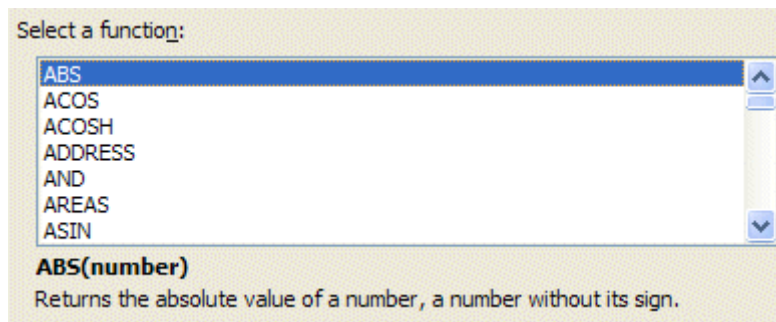 Select a function:
ABS
ACOS
ACOSH
ADDRESS
AND
AREAS
ASIN
ABS(number)
Returns the absolute value of a number, a number without its sign.